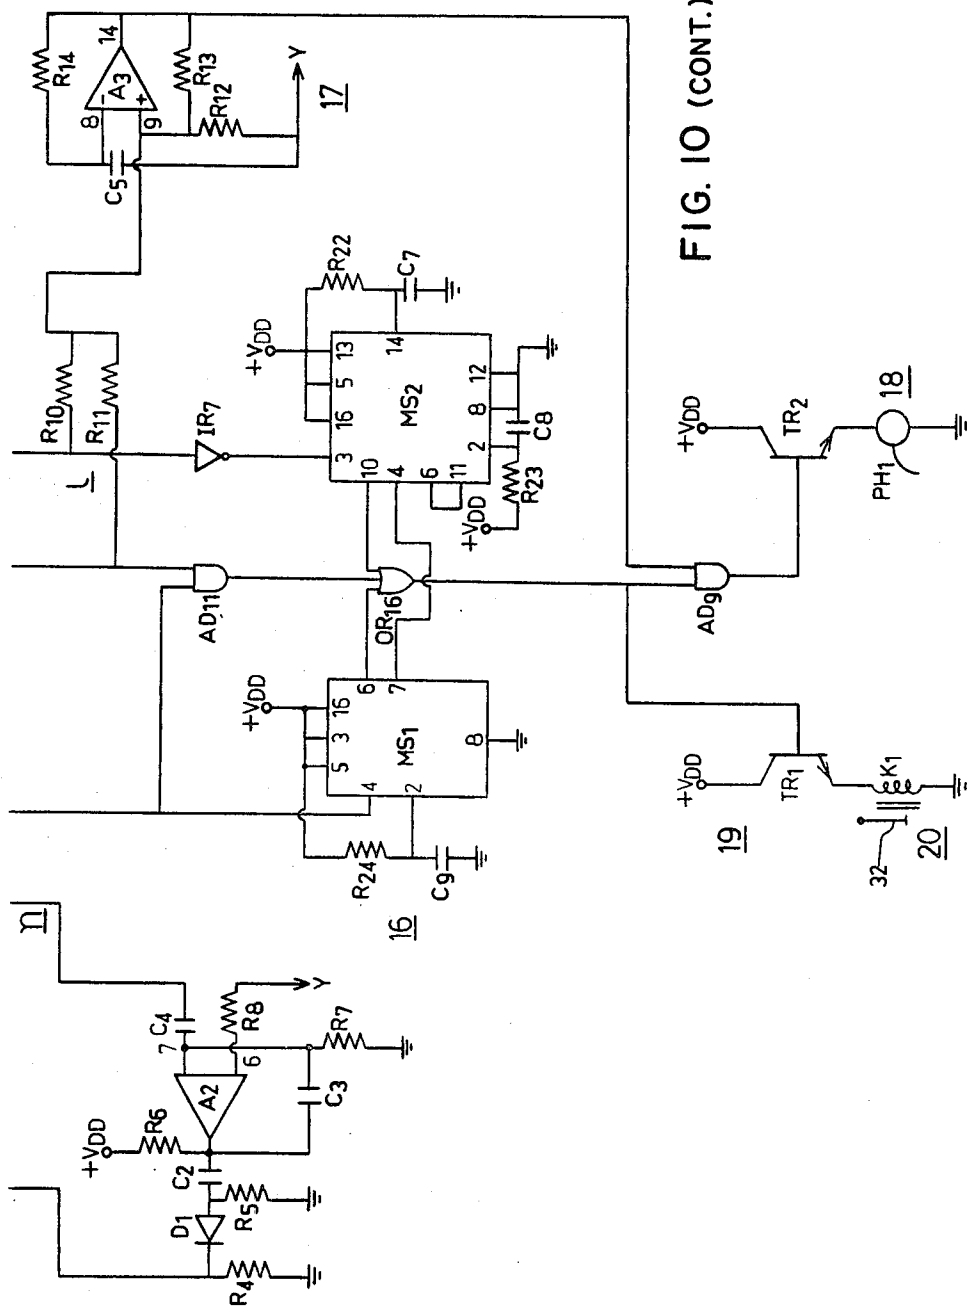 n
R4
D1
R5
C2
+VDD
R6
A2
7
6
C4
R8
Y
C3
R7
16
R24
C9
+VDD
4
5
3
16
2
MS1
8
6
7
AD11
OR16
l
R10
R11
IR7
3
16
5
13
+VDD
R22
10
4
6
11
MS2
14
C7
2
8
12
C8
R23
+VDD
R14
C5
8
9
A3
-
+
14
R13
R12
Y
17
19
+VDD
TR1
K1
32
20
AD9
+VDD
TR2
PH1
18
FIG. 10 (CONT.)